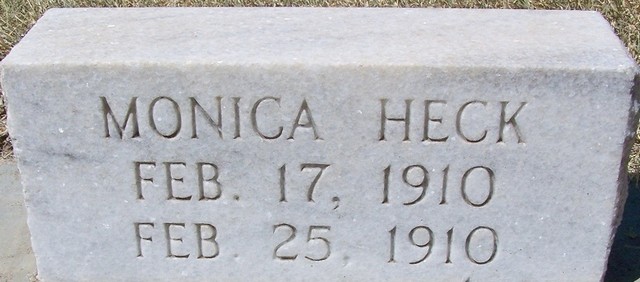 MONICA HECK
FEB. 17, 1910
FEB. 25, 1910